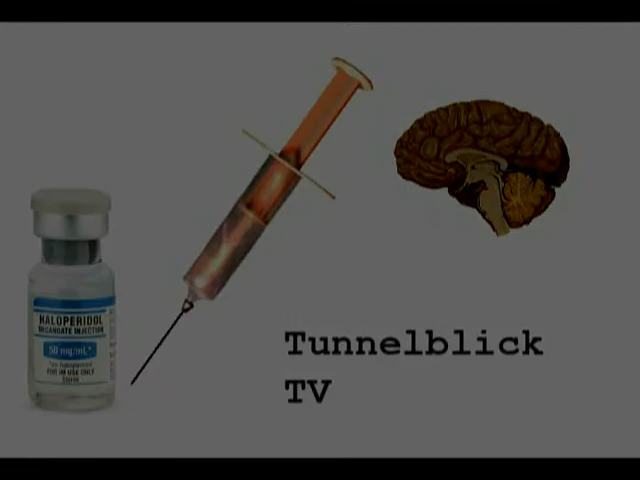 HALOPERIDOL
DECANOATE INJECTION
50 mg/mL*
FOR IM USE ONLY
Tunnelblick
TV